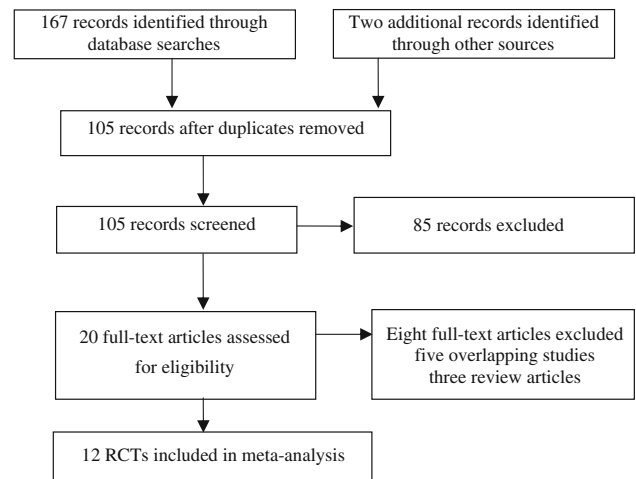 167 records identified through
database searches
Two additional records identified
through other sources
105 records after duplicates removed
105 records screened
85 records excluded
20 full-text articles assessed
for eligibility
Eight full-text articles excluded
five overlapping studies
three review articles
12 RCTs included in meta-analysis